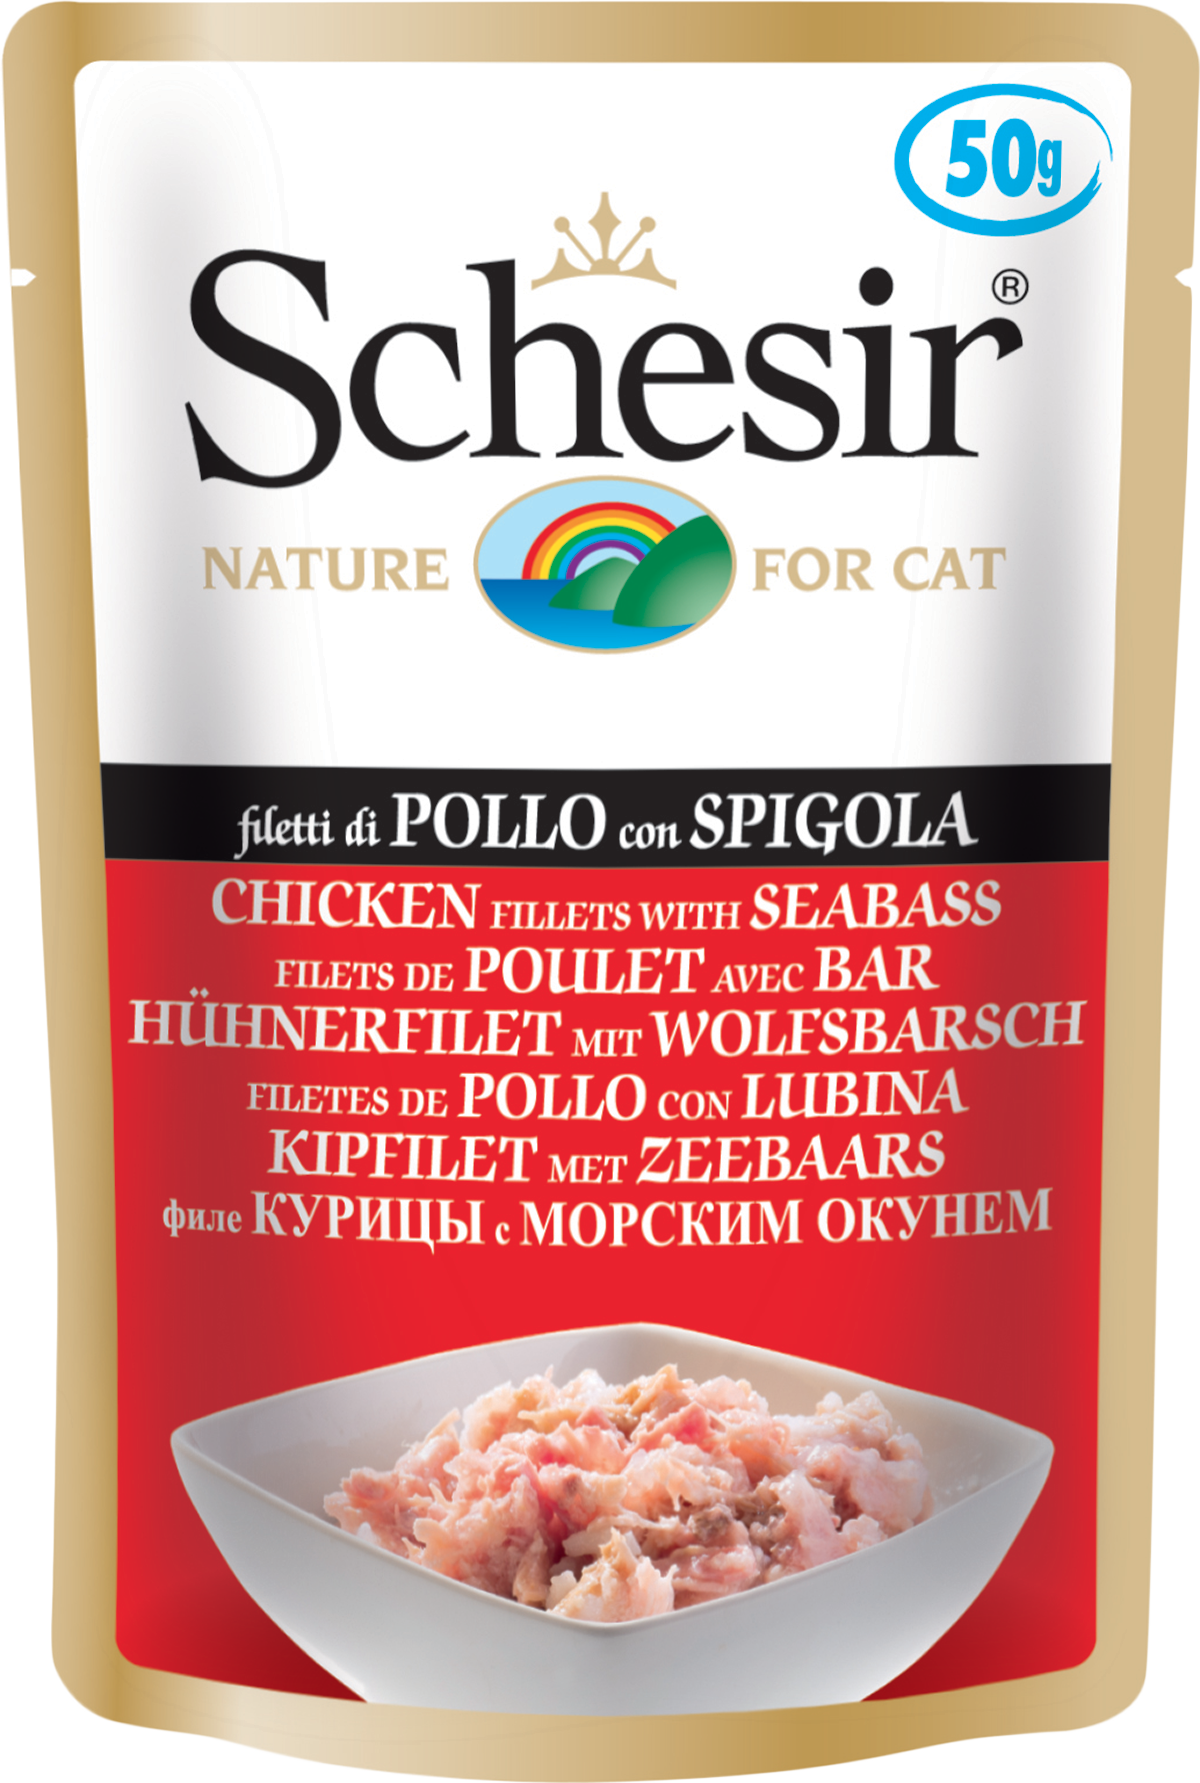 50g
Schesir®
NATURE FOR CAT
filetti di POLLO con SPIGOLA
CHICKEN FILLETS WITH SEABASS
FILETS DE POULET AVEC BAR
HÜHNERFILET MIT WOLFSBARSCH
FILETES DE POLLO CON LUBINA
KIPFILET MET ZEEBAARS
филе КУРИЦЫ с МОРСКИМ ОКУНЕМ